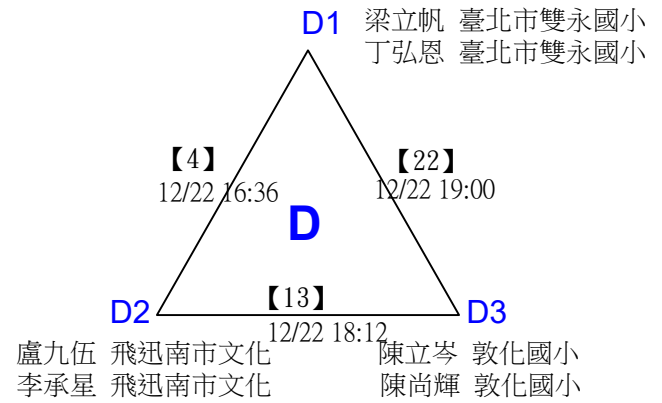 D1 梁立帆 臺北市雙永國小
丁弘恩 臺北市雙永國小
【4】
12/22 16:36
【22】
12/22 19:00
D
【13】
12/22 18:12
D2
D3
盧九伍 飛迅南市文化
李承星 飛迅南市文化
陳立岑 敦化國小
陳尚輝 敦化國小